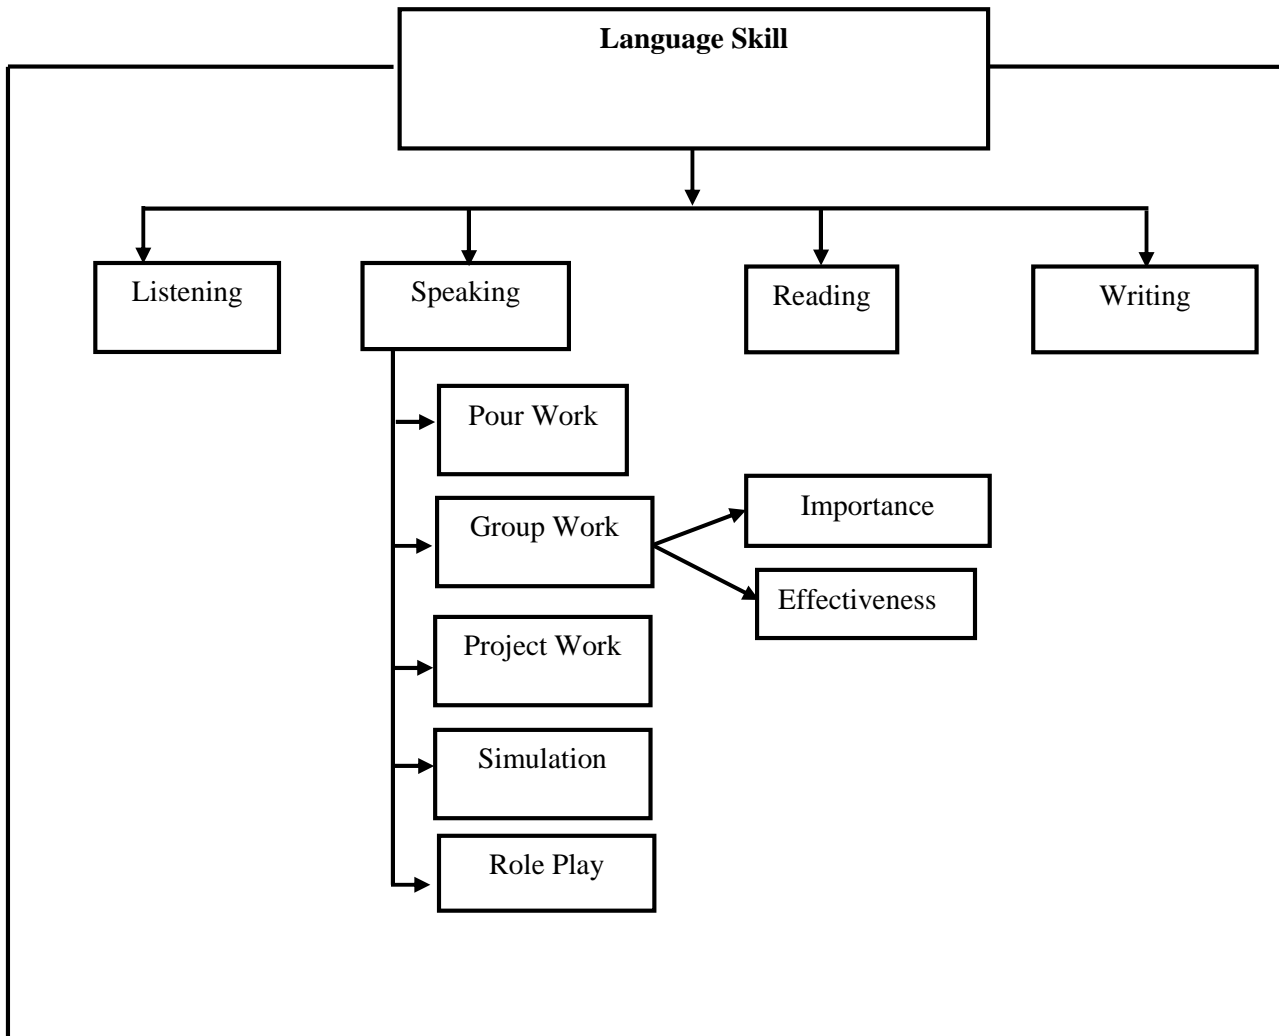 Language Skill
Listening
Speaking
Reading
Writing
Pour Work
Group Work
Importance
Effectiveness
Project Work
Simulation
Role Play